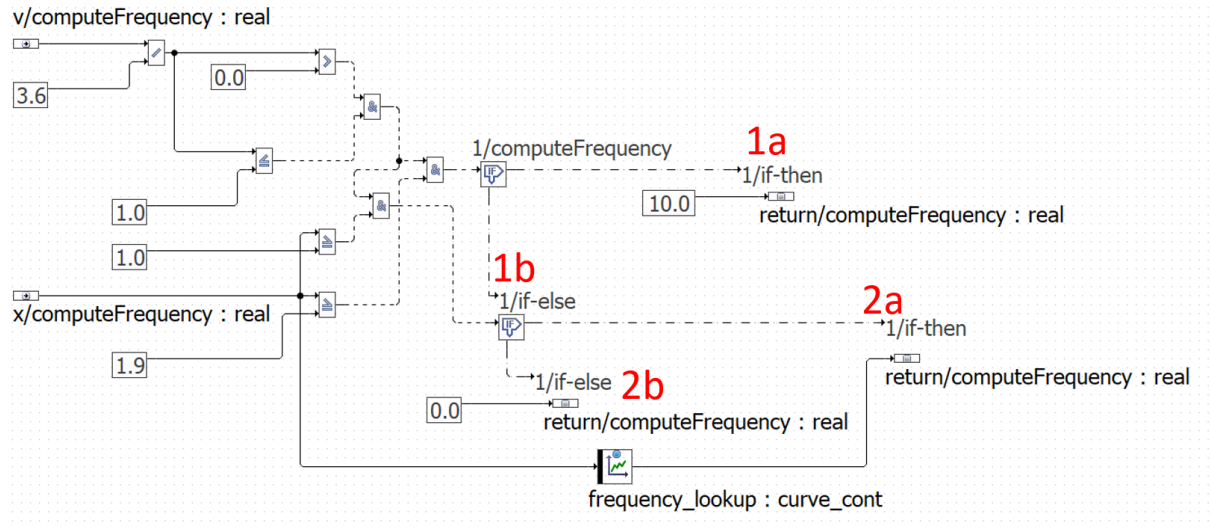 v/computeFrequency : real
3.6
0.0
&
1/computeFrequency
1a
1/if-then
&
1.0
&
10.0
return/computeFrequency : real
1.0
1b
1/if-else
x/computeFrequency : real
2a
1/if-then
1.9
1/if-else
2b
return/computeFrequency : real
0.0
return/computeFrequency : real
frequency_lookup : curve_cont